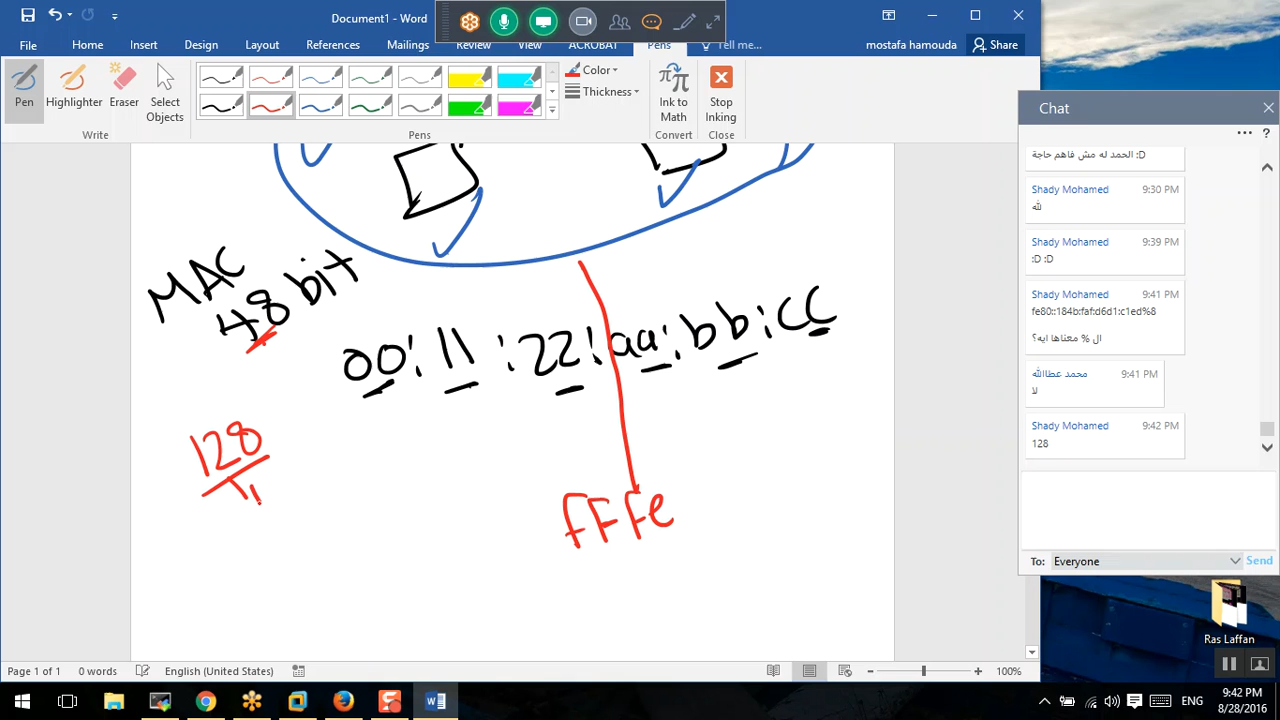 Document1 - Word
File
Home
Insert
Design
Layout
References
Mailings
Review
View
ACROBAT
Pens
Tell me...
mostafa hamouda
Share
Pen
Highlighter
Eraser
Select Objects
Color
Thickness
Ink to Math
Stop Inking
Write
Pens
Convert
Close
MAC
48 bit
00:11:22:aa:bb:cc
128
fffe
Chat
الحمد له مش فاهم حاجة :D
Shady Mohamed 9:30 PM
لله
Shady Mohamed 9:39 PM
:D :D
Shady Mohamed 9:41 PM
fe80::184b:faf:d6d1:c1ed%8
ال % معناها ايه؟
محمد عطاالله 9:41 PM
لا
Shady Mohamed 9:42 PM
128
To: Everyone Send
Ras Laffan
Page 1 of 1 0 words English (United States) 100%
ENG
9:42 PM
8/28/2016